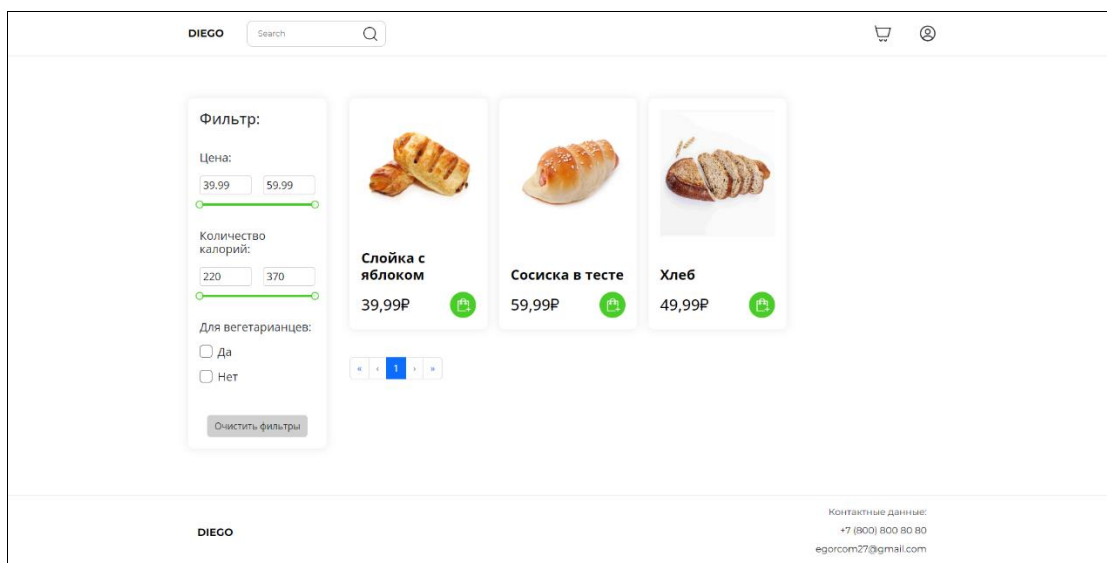 DIEGO
Search
Фильтр:
Цена:
39.99 59.99
Количество
калорий:
220 370
Для вегетарианцев:
Да
Нет
Очистить фильтры
Слойка с
яблоком
39,99₽
Сосиска в тесте
59,99₽
Хлеб
49,99₽
« ‹ 1 › »
DIEGO
Контактные данные:
+7 (800) 800 80 80
egorcom27@gmail.com